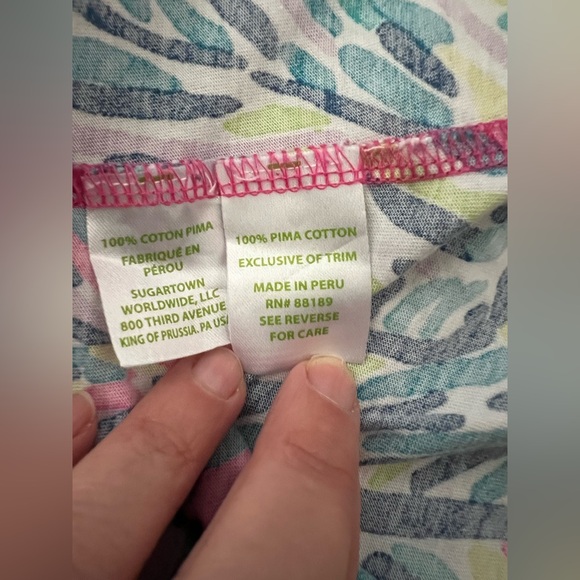 100% COTON PIMA
FABRIQUÉ EN
PÈROU
SUGARTOWN
WORLDWIDE, LLC
800 THIRD AVENUE
KING OF PRUSSIA. PA USA
100% PIMA COTTON
EXCLUSIVE OF TRIM
MADE IN PERU
RN# 88189
SEE REVERSE
FOR CARE